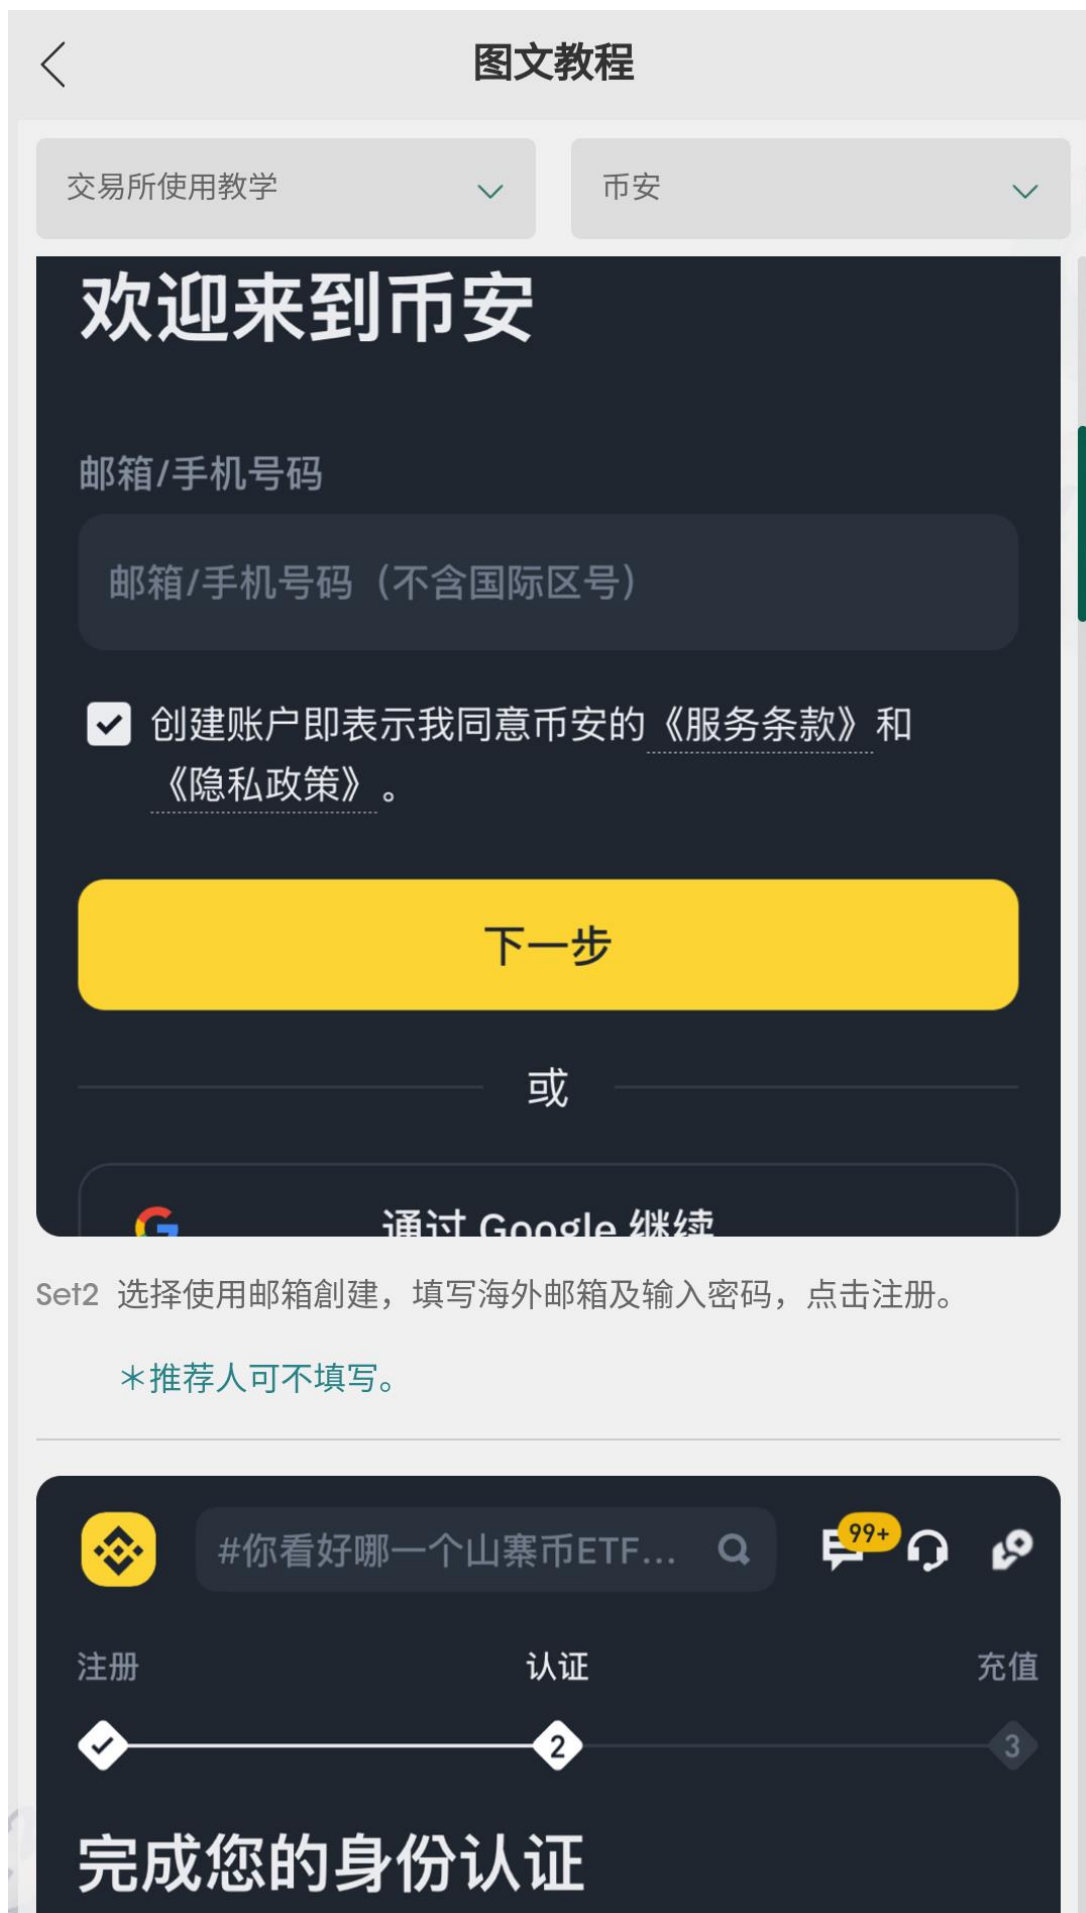 图文教程
交易所使用教学
币安
欢迎来到币安
邮箱/手机号码
邮箱/手机号码（不含国际区号）
创建账户即表示我同意币安的《服务条款》和
《隐私政策》。
下一步
或
通过 Google 继续
Set2 选择使用邮箱創建，填写海外邮箱及输入密码，点击注册。
＊推荐人可不填写。
#你看好哪一个山寨币ETF...
99+
注册
认证
充值
2
3
完成您的身份认证